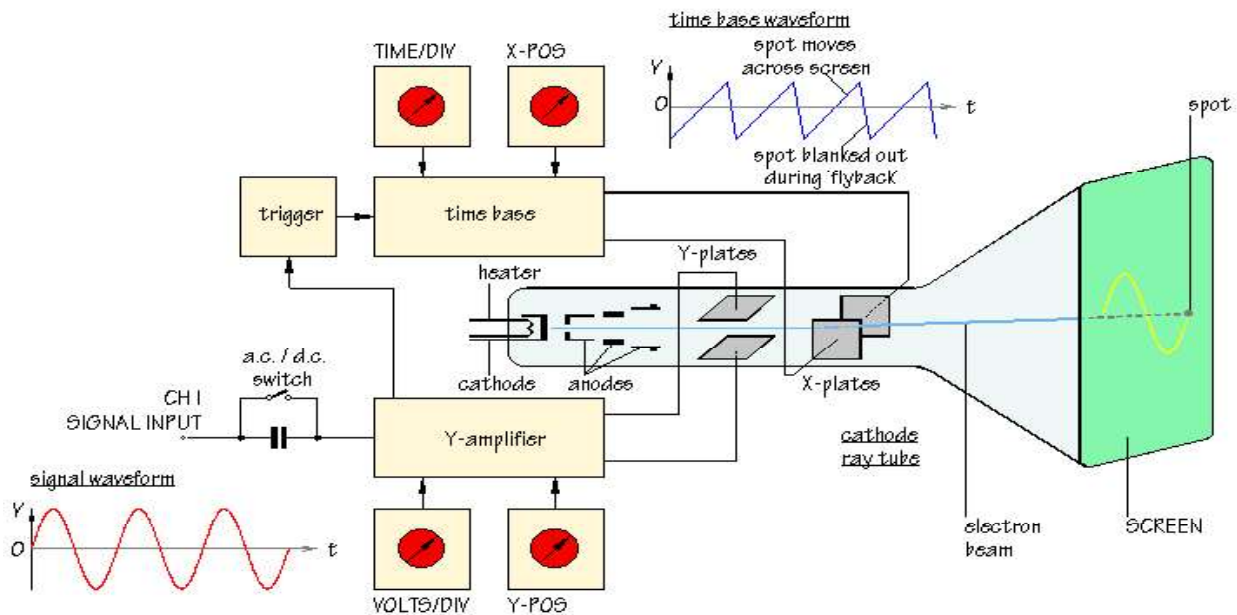 time base waveform
TIME/DIV
X-POS
spot moves
across screen
V
O
t
spot
spot blanked out
during flyback
trigger
time base
Y-plates
heater
a.c. / d.c.
switch
cathode
anodes
X-plates
CH I
SIGNAL INPUT
Y-amplifier
cathode
ray tube
signal waveform
V
O
t
electron
beam
SCREEN
VOLTS/DIV
Y-POS